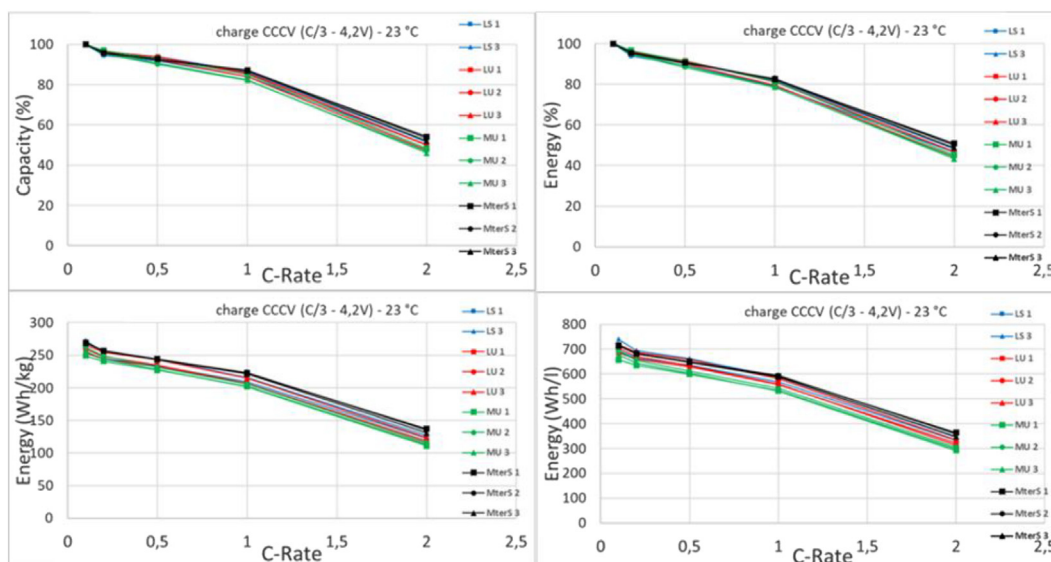 charge CCCV (C/3 - 4,2V) - 23 °C
Capacity (%)
100
80
60
40
20
0
0
0,5
1
1,5
2
2,5
C-Rate
LS 1
LS 3
LU 1
LU 2
LU 3
MU 1
MU 2
MU 3
MterS 1
MterS 2
MterS 3
charge CCCV (C/3 - 4,2V) - 23 °C
Energy (%)
100
80
60
40
20
0
0
0,5
1
1,5
2
2,5
C-Rate
LS 1
LS 3
LU 1
LU 2
LU 3
MU 1
MU 2
MU 3
MterS 1
MterS 2
MterS 3
charge CCCV (C/3 - 4,2V) - 23 °C
Energy (Wh/kg)
300
250
200
150
100
50
0
0
0,5
1
1,5
2
2,5
C-Rate
LS 1
LS 3
LU 1
LU 2
LU 3
MU 1
MU 2
MU 3
MterS 1
MterS 2
MterS 3
charge CCCV (C/3 - 4,2V) - 23 °C
Energy (Wh/l)
800
700
600
500
400
300
200
100
0
0
0,5
1
1,5
2
2,5
C-Rate
LS 1
LS 3
LU 1
LU 2
LU 3
MU 1
MU 2
MU 3
MterS 1
MterS 2
MterS 3